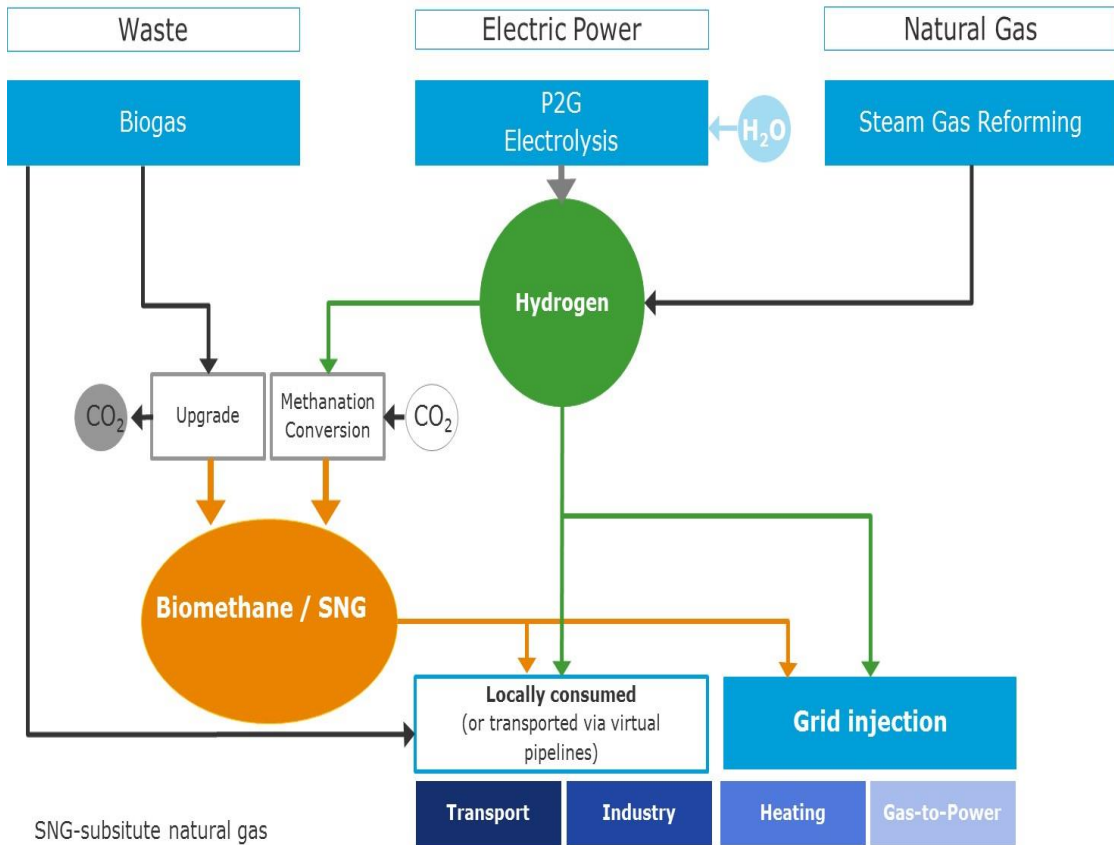 Waste
Electric Power
Natural Gas
Biogas
P2G
Electrolysis
H₂O
Steam Gas Reforming
Hydrogen
CO₂
Upgrade
Methanation
Conversion
CO₂
Biomethane / SNG
Locally consumed
(or transported via virtual
pipelines)
Grid injection
Transport
Industry
Heating
Gas-to-Power
SNG-subsitute natural gas